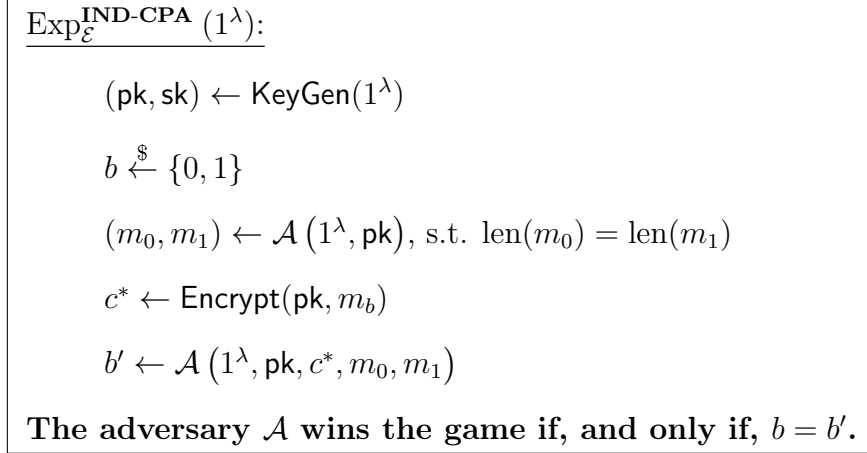 Exp_ℰ^IND-CPA (1^λ):
(pk, sk) ← KeyGen(1^λ)
b ←^$ {0, 1}
(m_0, m_1) ← 𝒜 (1^λ, pk), s.t. len(m_0) = len(m_1)
c^* ← Encrypt(pk, m_b)
b′ ← 𝒜 (1^λ, pk, c^*, m_0, m_1)
The adversary 𝒜 wins the game if, and only if, b = b′.